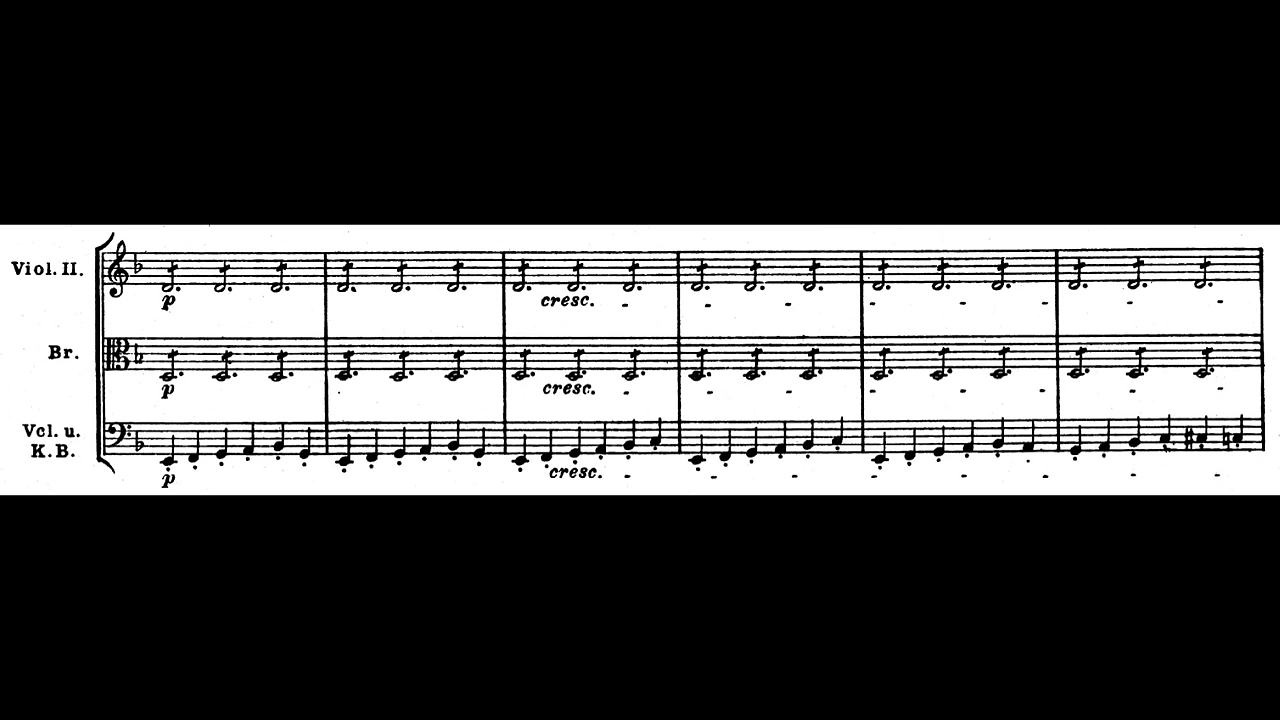 Viol. II.
p
cresc. - - - - - - -
Br.
p
cresc. - - - - - - -
Vcl. u.
K.B.
p
cresc. - - - - - - -